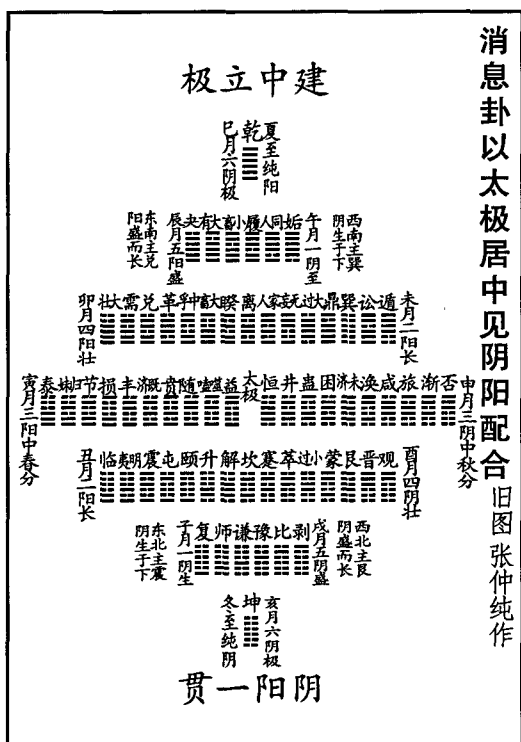 消息卦以太极居中见阴阳配合
旧图 张仲纯作
建中立极
夏至纯阳
乾
巳月六阴极
西南主巽
阴生于下
午月一阴至
姤同人履小畜大有夬
辰月五阳盛
东南主兑
阳盛而长
未月二阳长
遁讼巽鼎大过无妄家人离睽大畜中孚革兑需大壮
卯月四阳壮
申月三阴中秋分
否渐旅咸涣未济困蛊井恒太极益噬嗑随贲既济丰损节归妹泰
寅月三阳中春分
酉月四阴壮
观晋艮蒙小过萃蹇坎解升颐屯震明夷临
丑月二阳长
西北主艮
阴盛而长
戌月五阴盛
剥比豫谦师复
子月一阴生
东北主震
阴生于下
亥月六阴极
坤
冬至纯阴
阴阳一贯